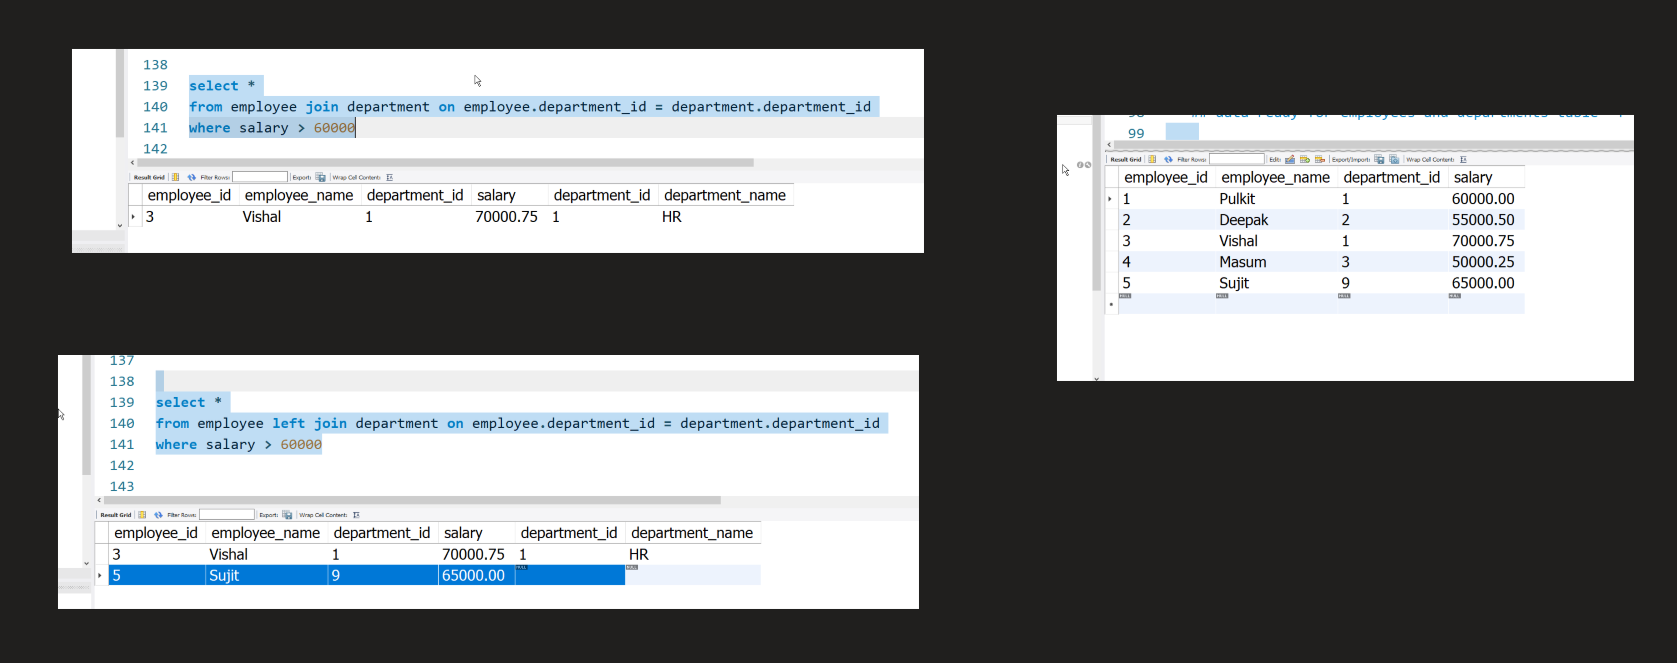 138
139 select *
140 from employee join department on employee.department_id = department.department_id
141 where salary > 60000
142
Result Grid Filter Rows: Export: Wrap Cell Content:
employee_id employee_name department_id salary department_id department_name
3 Vishal 1 70000.75 1 HR
137
138
139 select *
140 from employee left join department on employee.department_id = department.department_id
141 where salary > 60000
142
143
Result Grid Filter Rows: Export: Wrap Cell Content:
employee_id employee_name department_id salary department_id department_name
3 Vishal 1 70000.75 1 HR
5 Sujit 9 65000.00 NULL NULL
99
Result Grid Filter Rows: Edit: Export/Import: Wrap Cell Content:
employee_id employee_name department_id salary
1 Pulkit 1 60000.00
2 Deepak 2 55000.50
3 Vishal 1 70000.75
4 Masum 3 50000.25
5 Sujit 9 65000.00
* NULL NULL NULL NULL